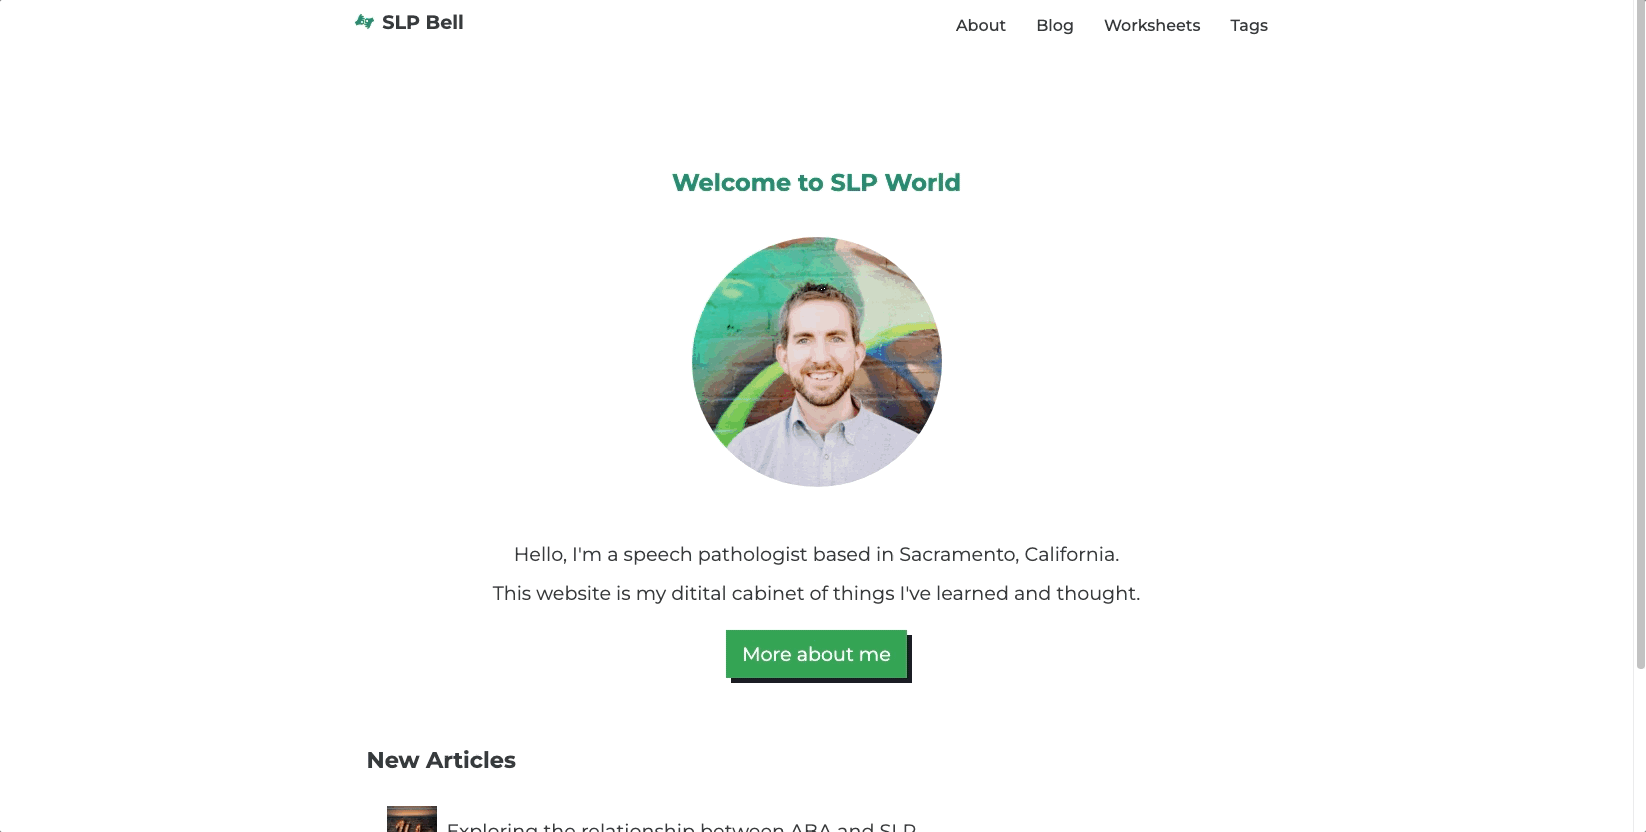 SLP Bell
About Blog Worksheets Tags
Welcome to SLP World
Hello, I'm a speech pathologist based in Sacramento, California.
This website is my ditital cabinet of things I've learned and thought.
More about me
New Articles
Exploring the relationship between ABA and SLP